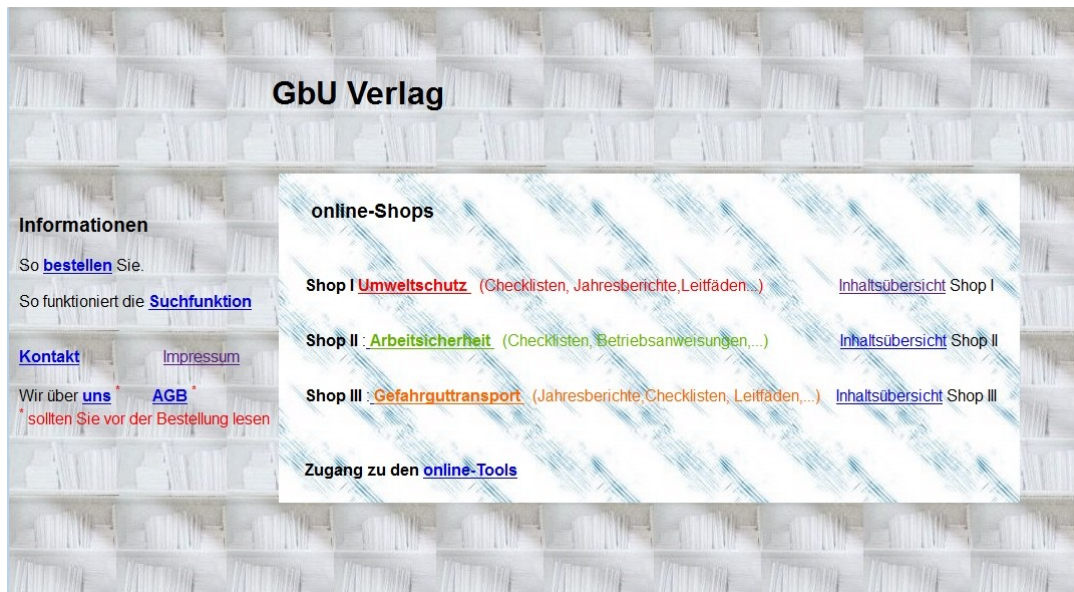 GbU Verlag
Informationen
So bestellen Sie.
So funktioniert die Suchfunktion
Kontakt Impressum
Wir über uns * AGB *
* sollten Sie vor der Bestellung lesen
online-Shops
Shop I Umweltschutz (Checklisten, Jahresberichte,Leitfäden...) Inhaltsübersicht Shop I
Shop II : Arbeitsicherheit (Checklisten, Betriebsanweisungen,...) Inhaltsübersicht Shop II
Shop III : Gefahrguttransport (Jahresberichte,Checklisten, Leitfäden,...) Inhaltsübersicht Shop III
Zugang zu den online-Tools